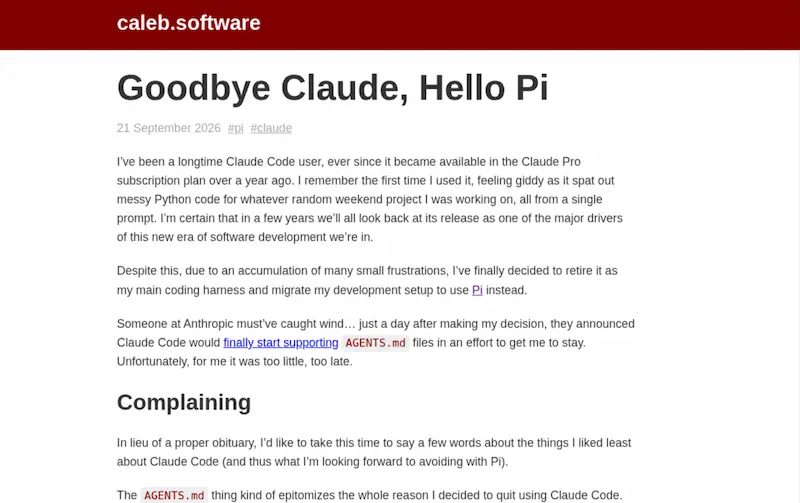 caleb.software
Goodbye Claude, Hello Pi
21 September 2026 #pi #claude
I've been a longtime Claude Code user, ever since it became available in the Claude Pro
subscription plan over a year ago. I remember the first time I used it, feeling giddy as it spat out
messy Python code for whatever random weekend project I was working on, all from a single
prompt. I'm certain that in a few years we'll all look back at its release as one of the major drivers
of this new era of software development we're in.
Despite this, due to an accumulation of many small frustrations, I've finally decided to retire it as
my main coding harness and migrate my development setup to use Pi instead.
Someone at Anthropic must've caught wind… just a day after making my decision, they announced
Claude Code would finally start supporting AGENTS.md files in an effort to get me to stay.
Unfortunately, for me it was too little, too late.
Complaining
In lieu of a proper obituary, I'd like to take this time to say a few words about the things I liked least
about Claude Code (and thus what I'm looking forward to avoiding with Pi).
The AGENTS.md thing kind of epitomizes the whole reason I decided to quit using Claude Code.